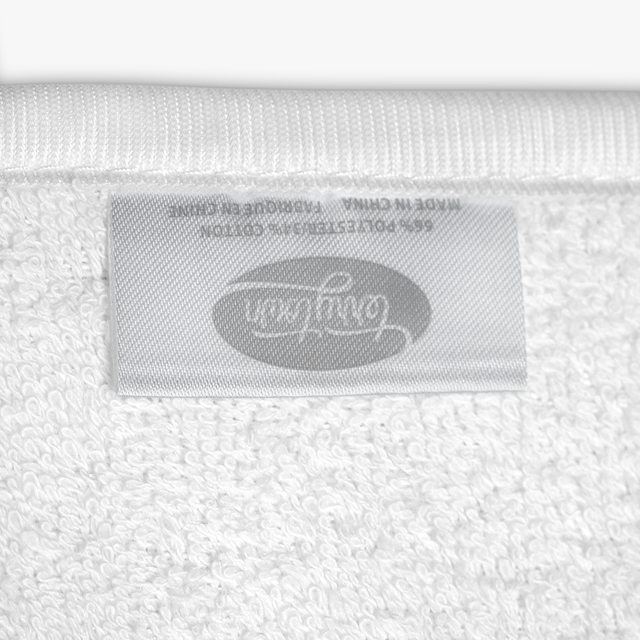 66% POLYESTER/34% COTTON
MADE IN CHINA FABRIQUE EN CHINE